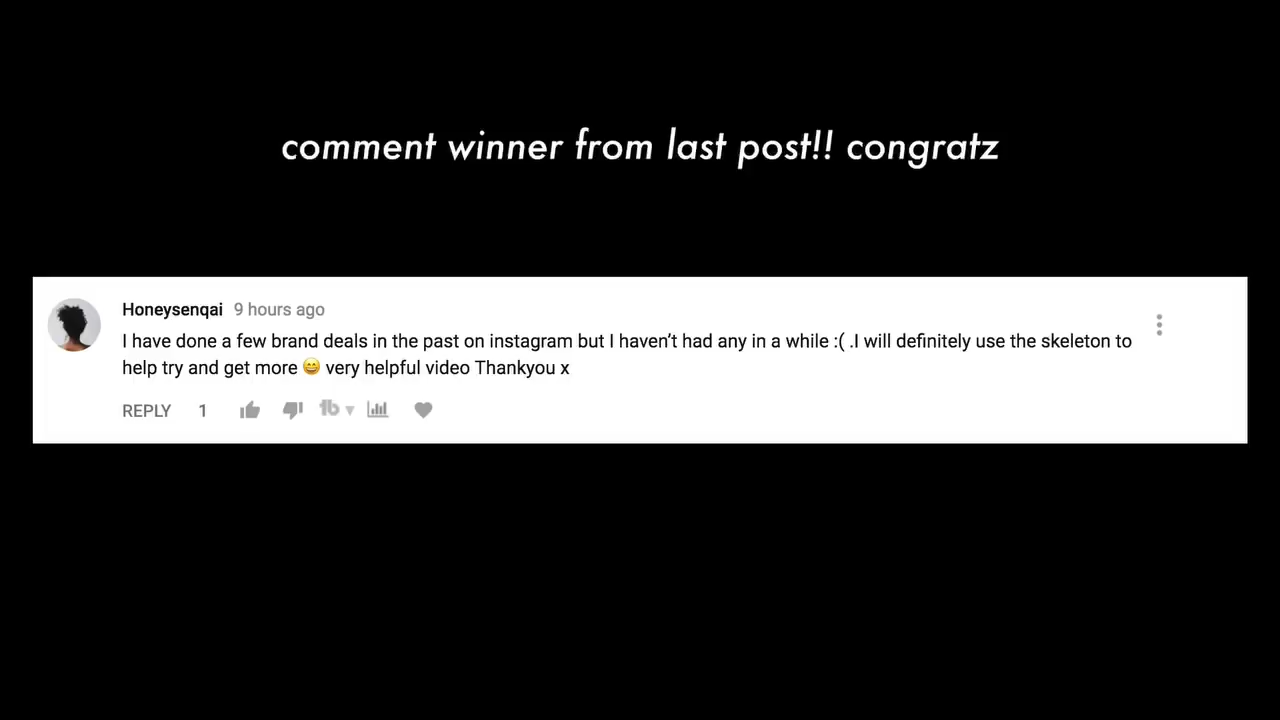 comment winner from last post!! congratz
Honeysenqai 9 hours ago
I have done a few brand deals in the past on instagram but I haven't had any in a while :( .I will definitely use the skeleton to
help try and get more 😄 very helpful video Thankyou x
REPLY 1 tb